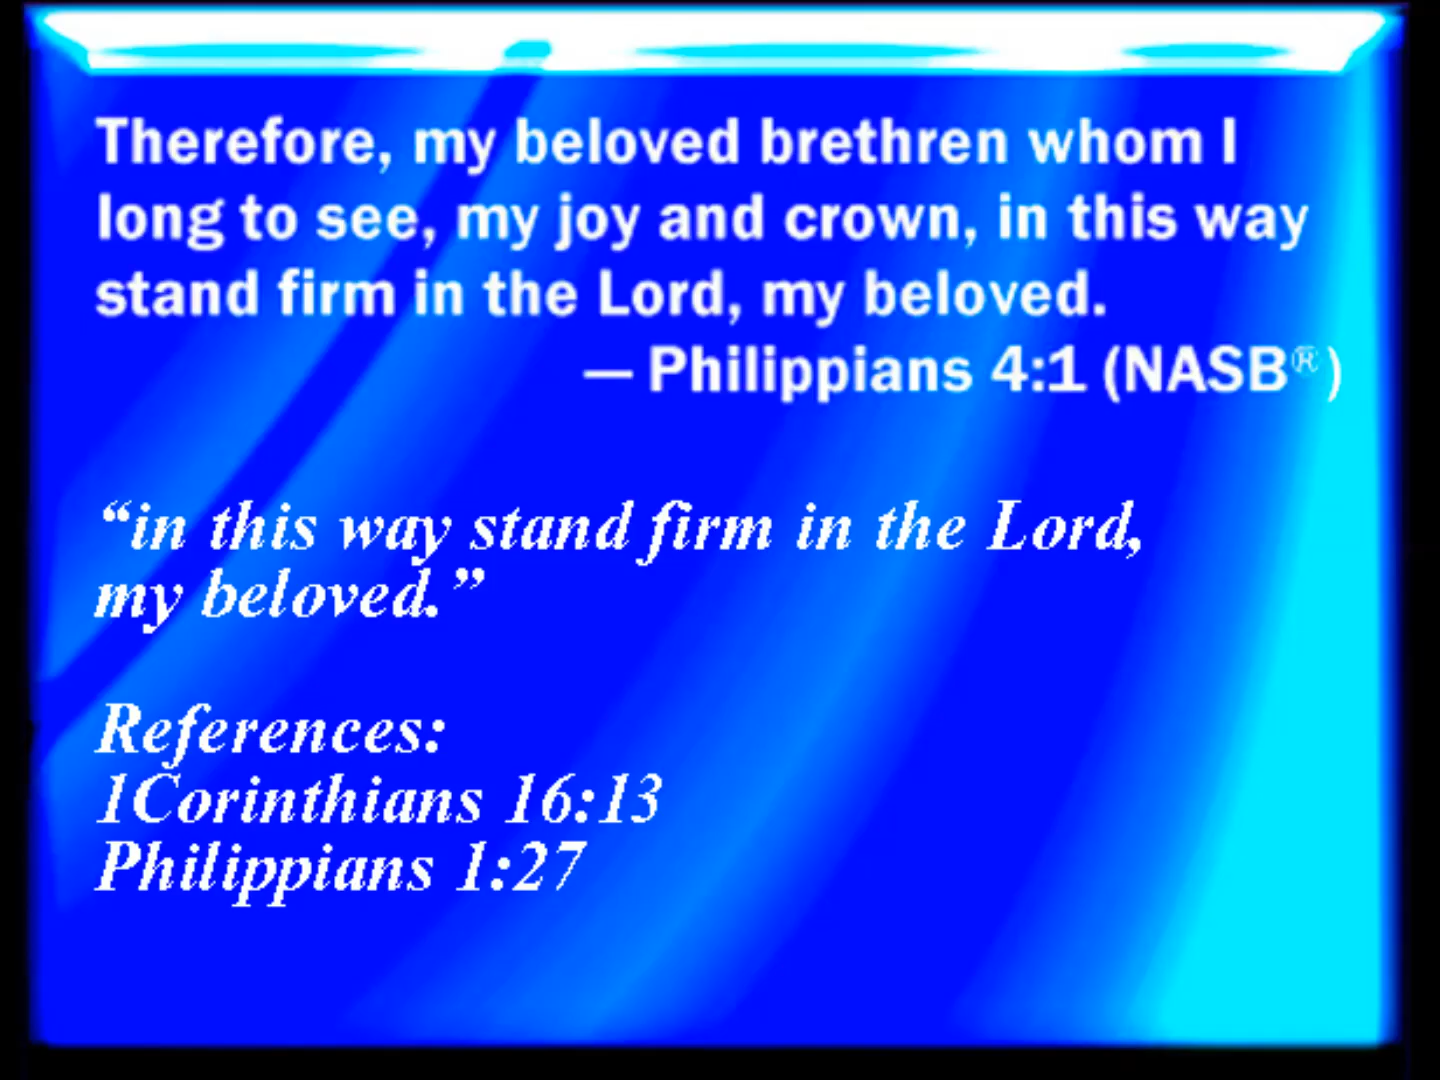 Therefore, my beloved brethren whom I
long to see, my joy and crown, in this way
stand firm in the Lord, my beloved.
— Philippians 4:1 (NASB®)
“in this way stand firm in the Lord,
my beloved.”
References:
1Corinthians 16:13
Philippians 1:27